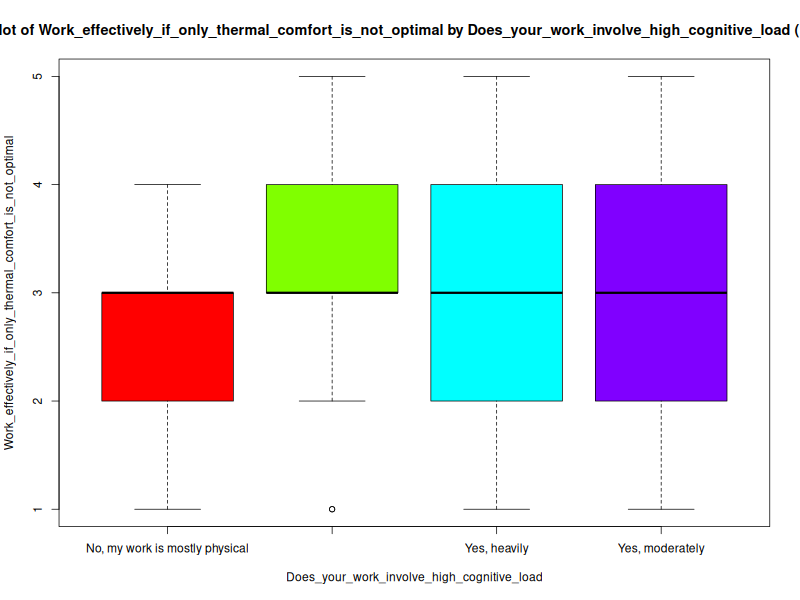 lot of Work_effectively_if_only_thermal_comfort_is_not_optimal by Does_your_work_involve_high_cognitive_load (
Work_effectively_if_only_thermal_comfort_is_not_optimal
5
4
3
2
1
No, my work is mostly physical
Yes, heavily
Yes, moderately
Does_your_work_involve_high_cognitive_load